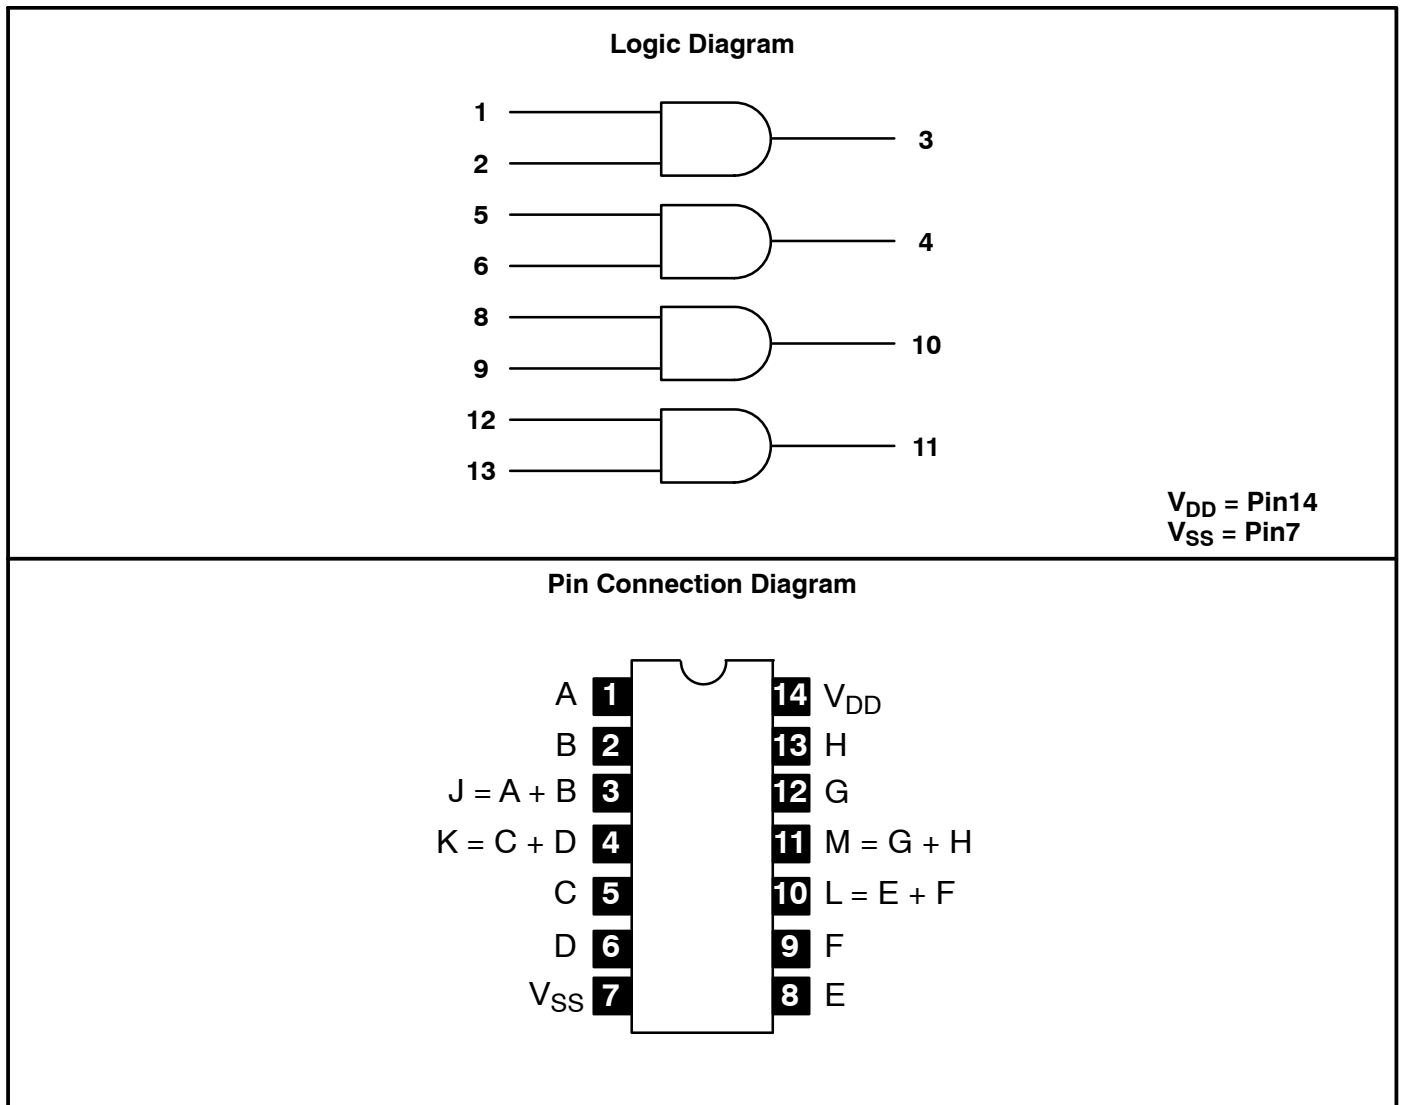 Logic Diagram
1
2
3
5
6
4
8
9
10
12
13
11
VDD = Pin14
VSS = Pin7
Pin Connection Diagram
A 1 14 VDD
B 2 13 H
J = A + B 3 12 G
K = C + D 4 11 M = G + H
C 5 10 L = E + F
D 6 9 F
VSS 7 8 E